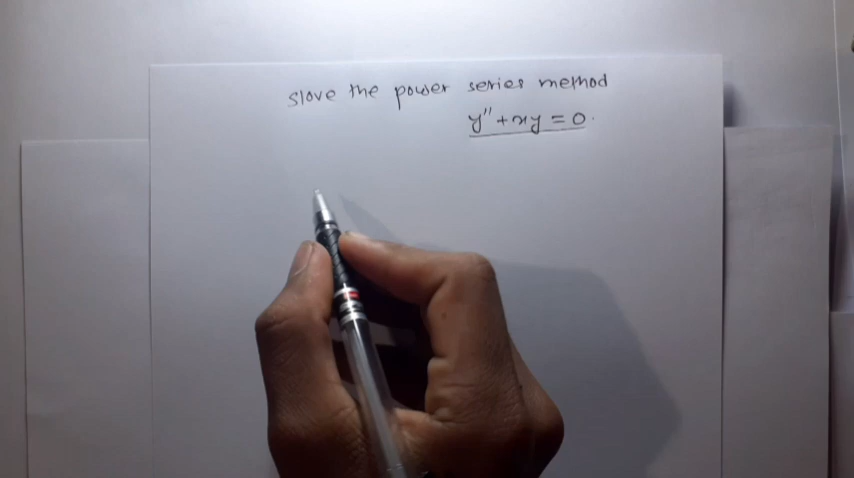 slove the power series method
y'' + xy = 0.